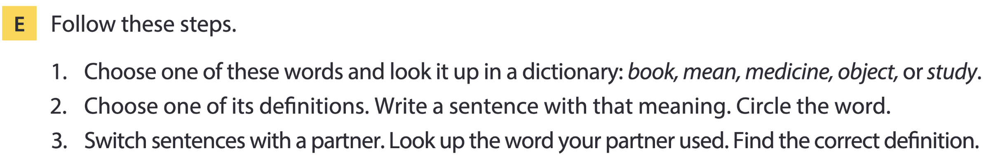 E Follow these steps.
1. Choose one of these words and look it up in a dictionary: book, mean, medicine, object, or study.
2. Choose one of its definitions. Write a sentence with that meaning. Circle the word.
3. Switch sentences with a partner. Look up the word your partner used. Find the correct definition.